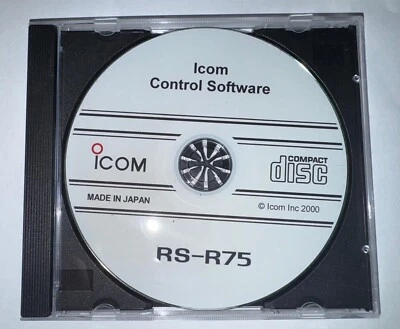 Icom
Control Software
ICOM
COMPACT
disc
MADE IN JAPAN
© Icom Inc 2000
RS-R75